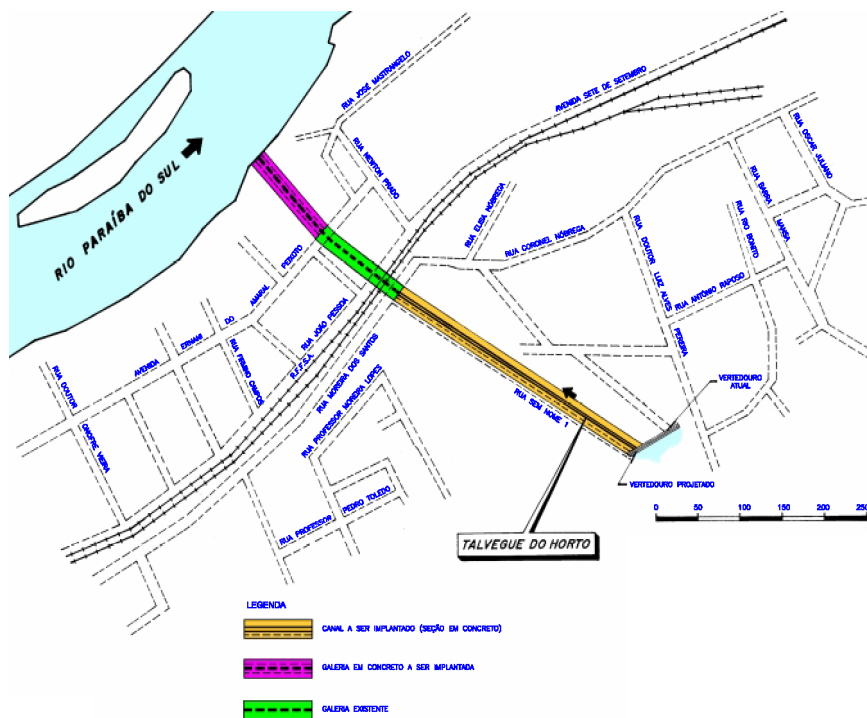 RUA JOSÉ MASTRANGELO
AVENIDA SETE DE SETEMBRO
RUA NEWTON PRADO
RUA OSCAR JULIANO
RUA BARRA
MANSA
RUA RIO BONITO
RIO PARAÍBA DO SUL
RUA ELISA NÓBREGA
RUA CORONEL NÓBREGA
RUA DOUTOR
LUIZ ALVES
PEREIRA
RUA ANTÔNIO RAPOSO
AVENIDA
ERNANI
DO
AMARAL
PEIXOTO
RUA JOÃO PESSOA
R.F.F.S.A.
RUA FIRMINO CAMPOS
RUA MOREIRA DOS SANTOS
RUA PROFESSOR MOREIRA LOPES
RUA DOUTOR
ONOFRE VIEIRA
RUA SEM NOME 1
VERTEDOURO
ATUAL
VERTEDOURO PROJETADO
RUA PROFESSOR
PEDRO TOLEDO
0 50 100 150 200 250
TALVEGUE DO HORTO
LEGENDA
CANAL A SER IMPLANTADO (SEÇÃO EM CONCRETO)
GALERIA EM CONCRETO A SER IMPLANTADA
GALERIA EXISTENTE